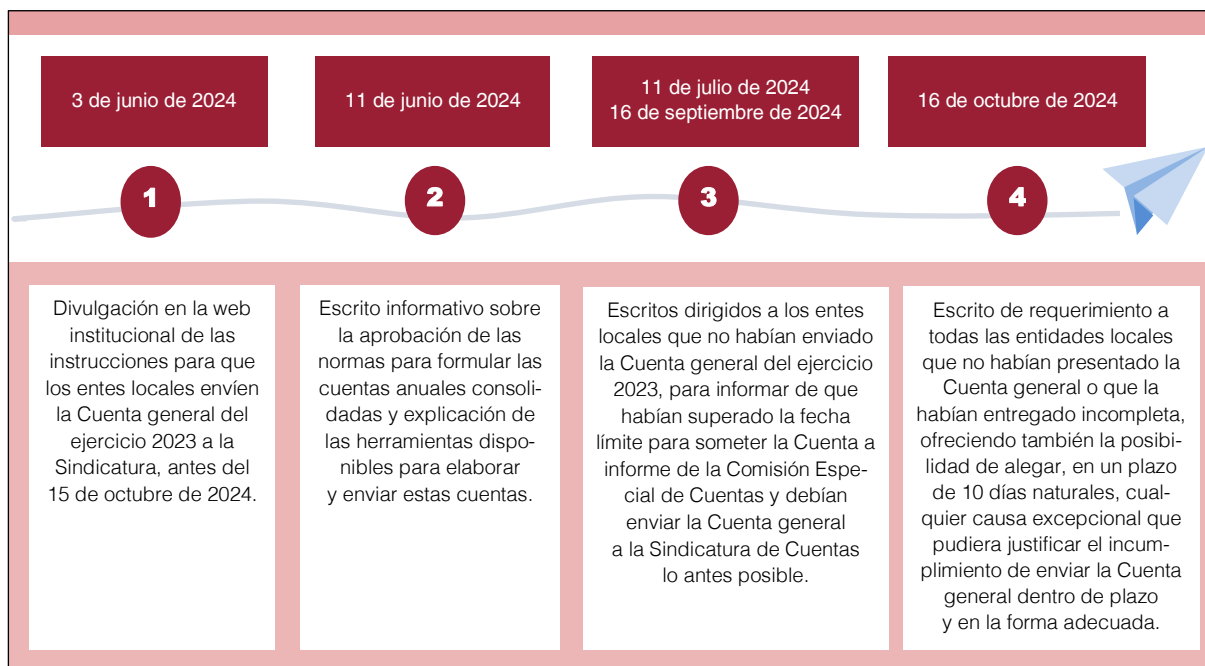 3 de junio de 2024
11 de junio de 2024
11 de julio de 2024
16 de septiembre de 2024
16 de octubre de 2024
1
2
3
4
Divulgación en la web
institucional de las
instrucciones para que
los entes locales envíen
la Cuenta general del
ejercicio 2023 a la
Sindicatura, antes del
15 de octubre de 2024.
Escrito informativo sobre
la aprobación de las
normas para formular las
cuentas anuales consoli-
dadas y explicación de
las herramientas dispo-
nibles para elaborar
y enviar estas cuentas.
Escritos dirigidos a los entes
locales que no habían enviado
la Cuenta general del ejercicio
2023, para informar de que
habían superado la fecha
límite para someter la Cuenta a
informe de la Comisión Espe-
cial de Cuentas y debían
enviar la Cuenta general
a la Sindicatura de Cuentas
lo antes posible.
Escrito de requerimiento a
todas las entidades locales
que no habían presentado la
Cuenta general o que la
habían entregado incompleta,
ofreciendo también la posibi-
lidad de alegar, en un plazo
de 10 días naturales, cual-
quier causa excepcional que
pudiera justificar el incum-
plimiento de enviar la Cuenta
general dentro de plazo
y en la forma adecuada.